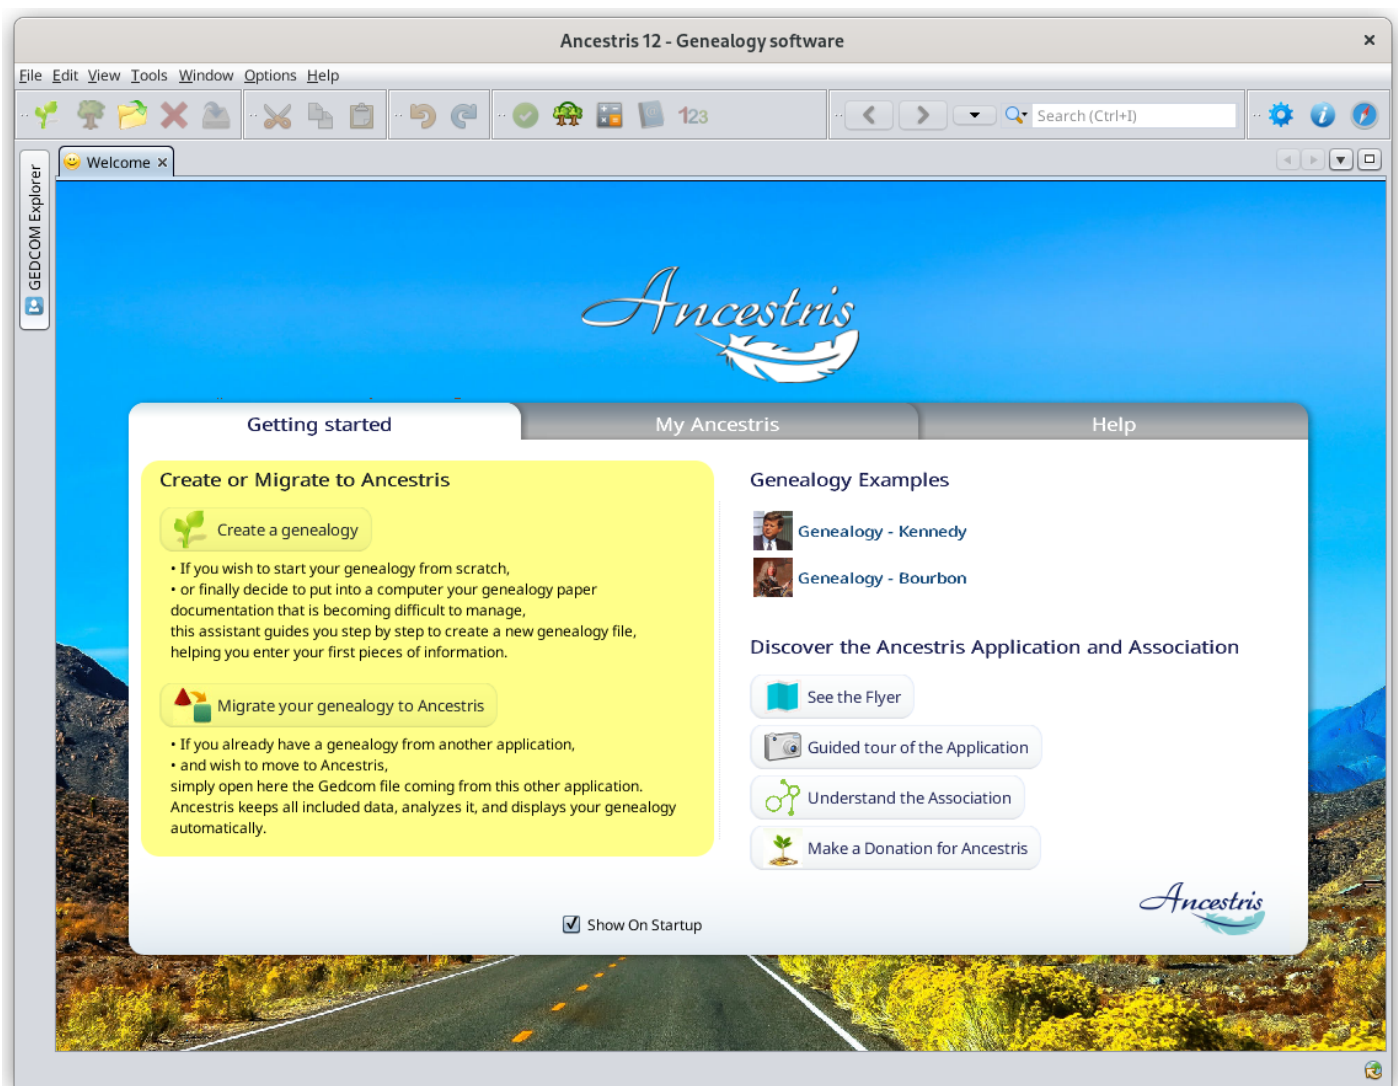 Ancestris 12 - Genealogy software
File Edit View Tools Window Options Help
123
Search (Ctrl+I)
Welcome
GEDCOM Explorer
Ancestris
Getting started
My Ancestris
Help
Create or Migrate to Ancestris
Create a genealogy
• If you wish to start your genealogy from scratch,
• or finally decide to put into a computer your genealogy paper
documentation that is becoming difficult to manage,
this assistant guides you step by step to create a new genealogy file,
helping you enter your first pieces of information.
Migrate your genealogy to Ancestris
• If you already have a genealogy from another application,
• and wish to move to Ancestris,
simply open here the Gedcom file coming from this other application.
Ancestris keeps all included data, analyzes it, and displays your genealogy
automatically.
Genealogy Examples
Genealogy - Kennedy
Genealogy - Bourbon
Discover the Ancestris Application and Association
See the Flyer
Guided tour of the Application
Understand the Association
Make a Donation for Ancestris
Ancestris
Show On Startup